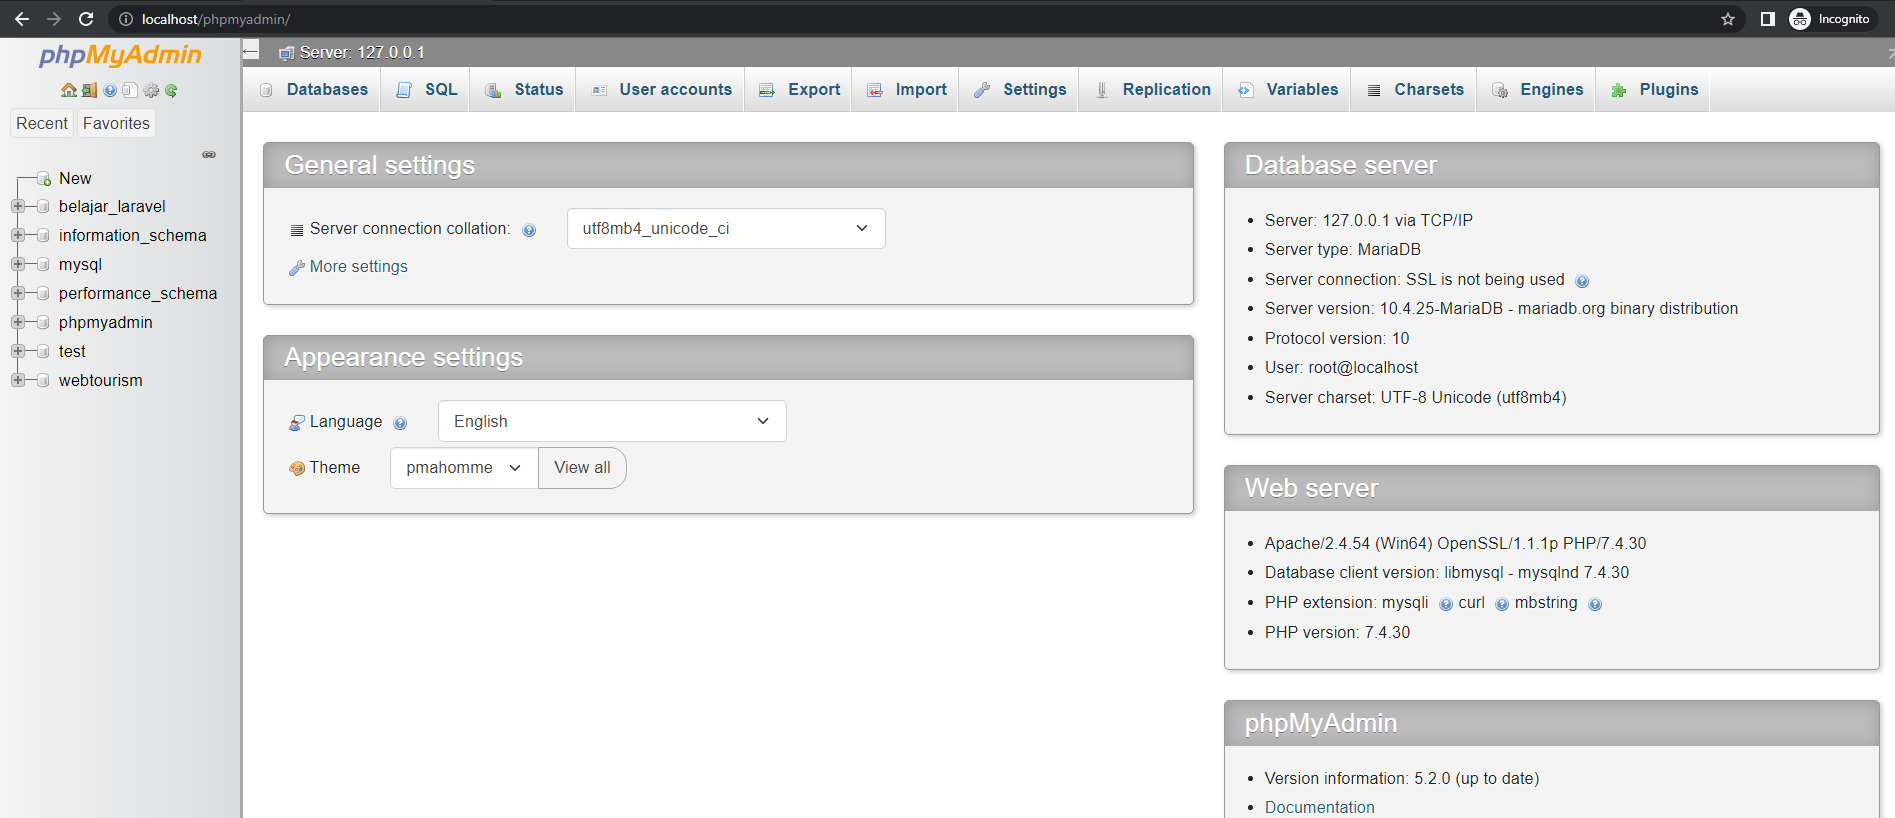 localhost/phpmyadmin/
Incognito
phpMyAdmin
Recent
Favorites
New
belajar_laravel
information_schema
mysql
performance_schema
phpmyadmin
test
webtourism
Server: 127.0.0.1
Databases
SQL
Status
User accounts
Export
Import
Settings
Replication
Variables
Charsets
Engines
Plugins
General settings
Server connection collation:
utf8mb4_unicode_ci
More settings
Appearance settings
Language
English
Theme
pmahomme
View all
Database server
Server: 127.0.0.1 via TCP/IP
Server type: MariaDB
Server connection: SSL is not being used
Server version: 10.4.25-MariaDB - mariadb.org binary distribution
Protocol version: 10
User: root@localhost
Server charset: UTF-8 Unicode (utf8mb4)
Web server
Apache/2.4.54 (Win64) OpenSSL/1.1.1p PHP/7.4.30
Database client version: libmysql - mysqlnd 7.4.30
PHP extension: mysqli curl mbstring
PHP version: 7.4.30
phpMyAdmin
Version information: 5.2.0 (up to date)
Documentation